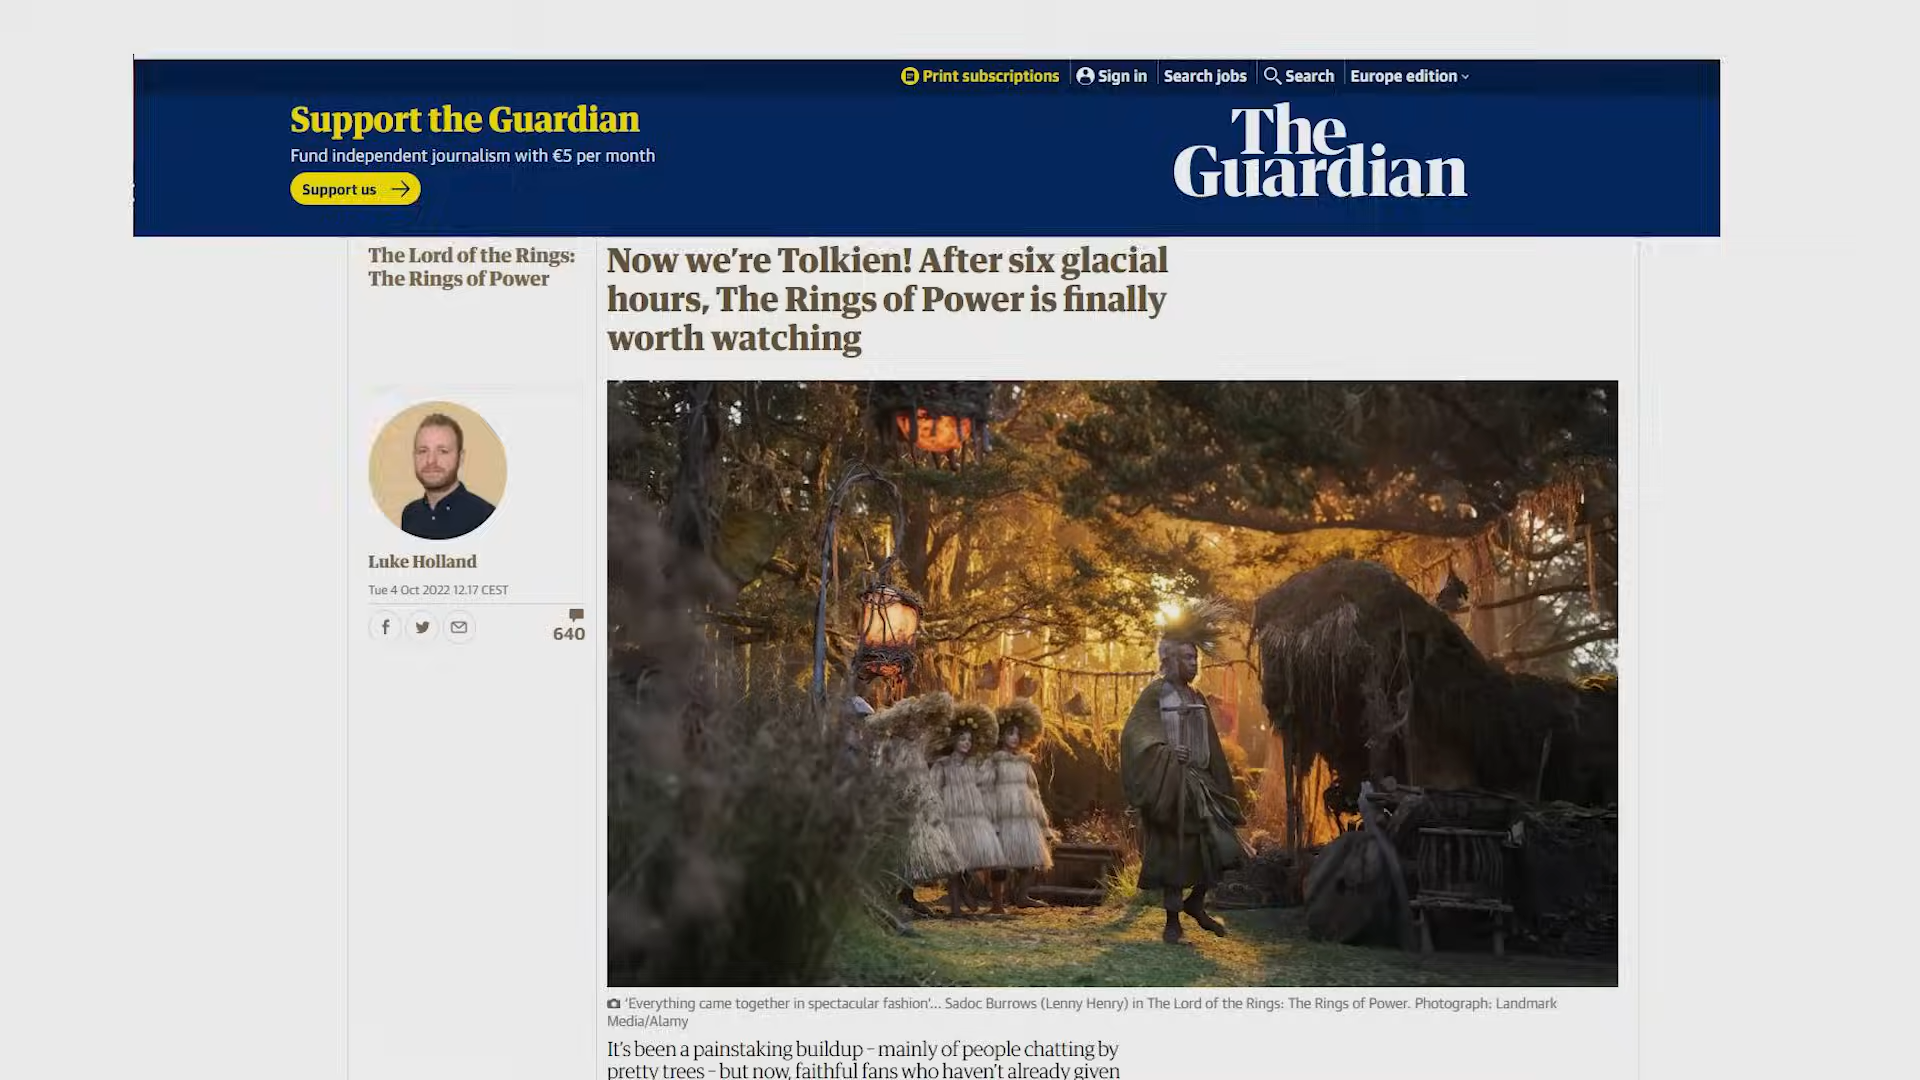 Print subscriptions
Sign in
Search jobs
Search
Europe edition
Support the Guardian
Fund independent journalism with €5 per month
Support us
The
Guardian
The Lord of the Rings:
The Rings of Power
Now we're Tolkien! After six glacial
hours, The Rings of Power is finally
worth watching
Luke Holland
Tue 4 Oct 2022 12.17 CEST
640
'Everything came together in spectacular fashion'... Sadoc Burrows (Lenny Henry) in The Lord of the Rings: The Rings of Power. Photograph: Landmark
Media/Alamy
It's been a painstaking buildup – mainly of people chatting by
pretty trees – but now, faithful fans who haven't already given